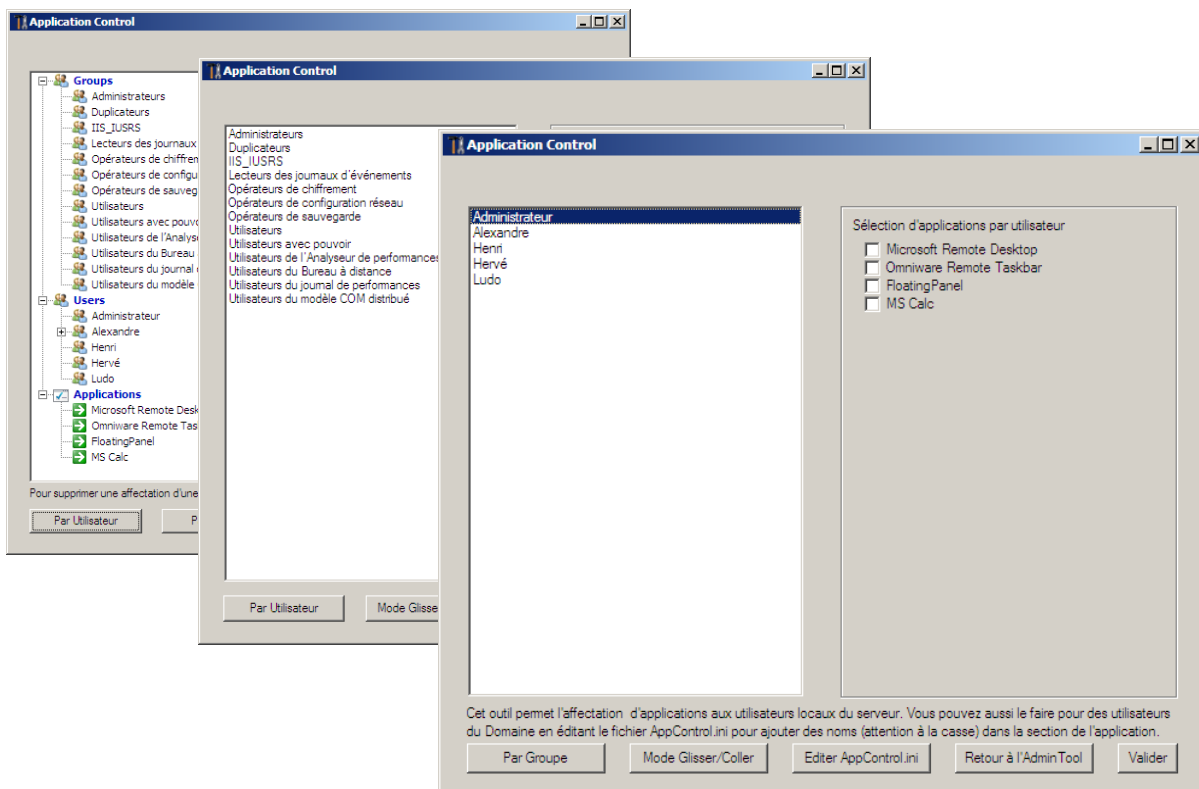 Application Control
Groups
Administrateurs
Duplicateurs
IIS_IUSRS
Lecteurs des journaux
Opérateurs de chiffren
Opérateurs de configu
Opérateurs de sauveg
Utilisateurs
Utilisateurs avec pouvo
Utilisateurs de l'Analyse
Utilisateurs du Bureau
Utilisateurs du journal
Utilisateurs du modèle
Users
Administrateur
Alexandre
Henri
Hervé
Ludo
Applications
Microsoft Remote Desk
Omniware Remote Tas
FloatingPanel
MS Calc
Pour supprimer une affectation d'une
Par Utilisateur
P
Application Control
Administrateurs
Duplicateurs
IIS_IUSRS
Lecteurs des journaux d'événements
Opérateurs de chiffrement
Opérateurs de configuration réseau
Opérateurs de sauvegarde
Utilisateurs
Utilisateurs avec pouvoir
Utilisateurs de l'Analyseur de performances
Utilisateurs du Bureau à distance
Utilisateurs du journal de performances
Utilisateurs du modèle COM distribué
Par Utilisateur
Mode Glisse
Application Control
Administrateur
Alexandre
Henri
Hervé
Ludo
Sélection d'applications par utilisateur
Microsoft Remote Desktop
Omniware Remote Taskbar
FloatingPanel
MS Calc
Cet outil permet l'affectation d'applications aux utilisateurs locaux du serveur. Vous pouvez aussi le faire pour des utilisateurs
du Domaine en éditant le fichier AppControl.ini pour ajouter des noms (attention à la casse) dans la section de l'application.
Par Groupe
Mode Glisser/Coller
Editer AppControl.ini
Retour à l'AdminTool
Valider